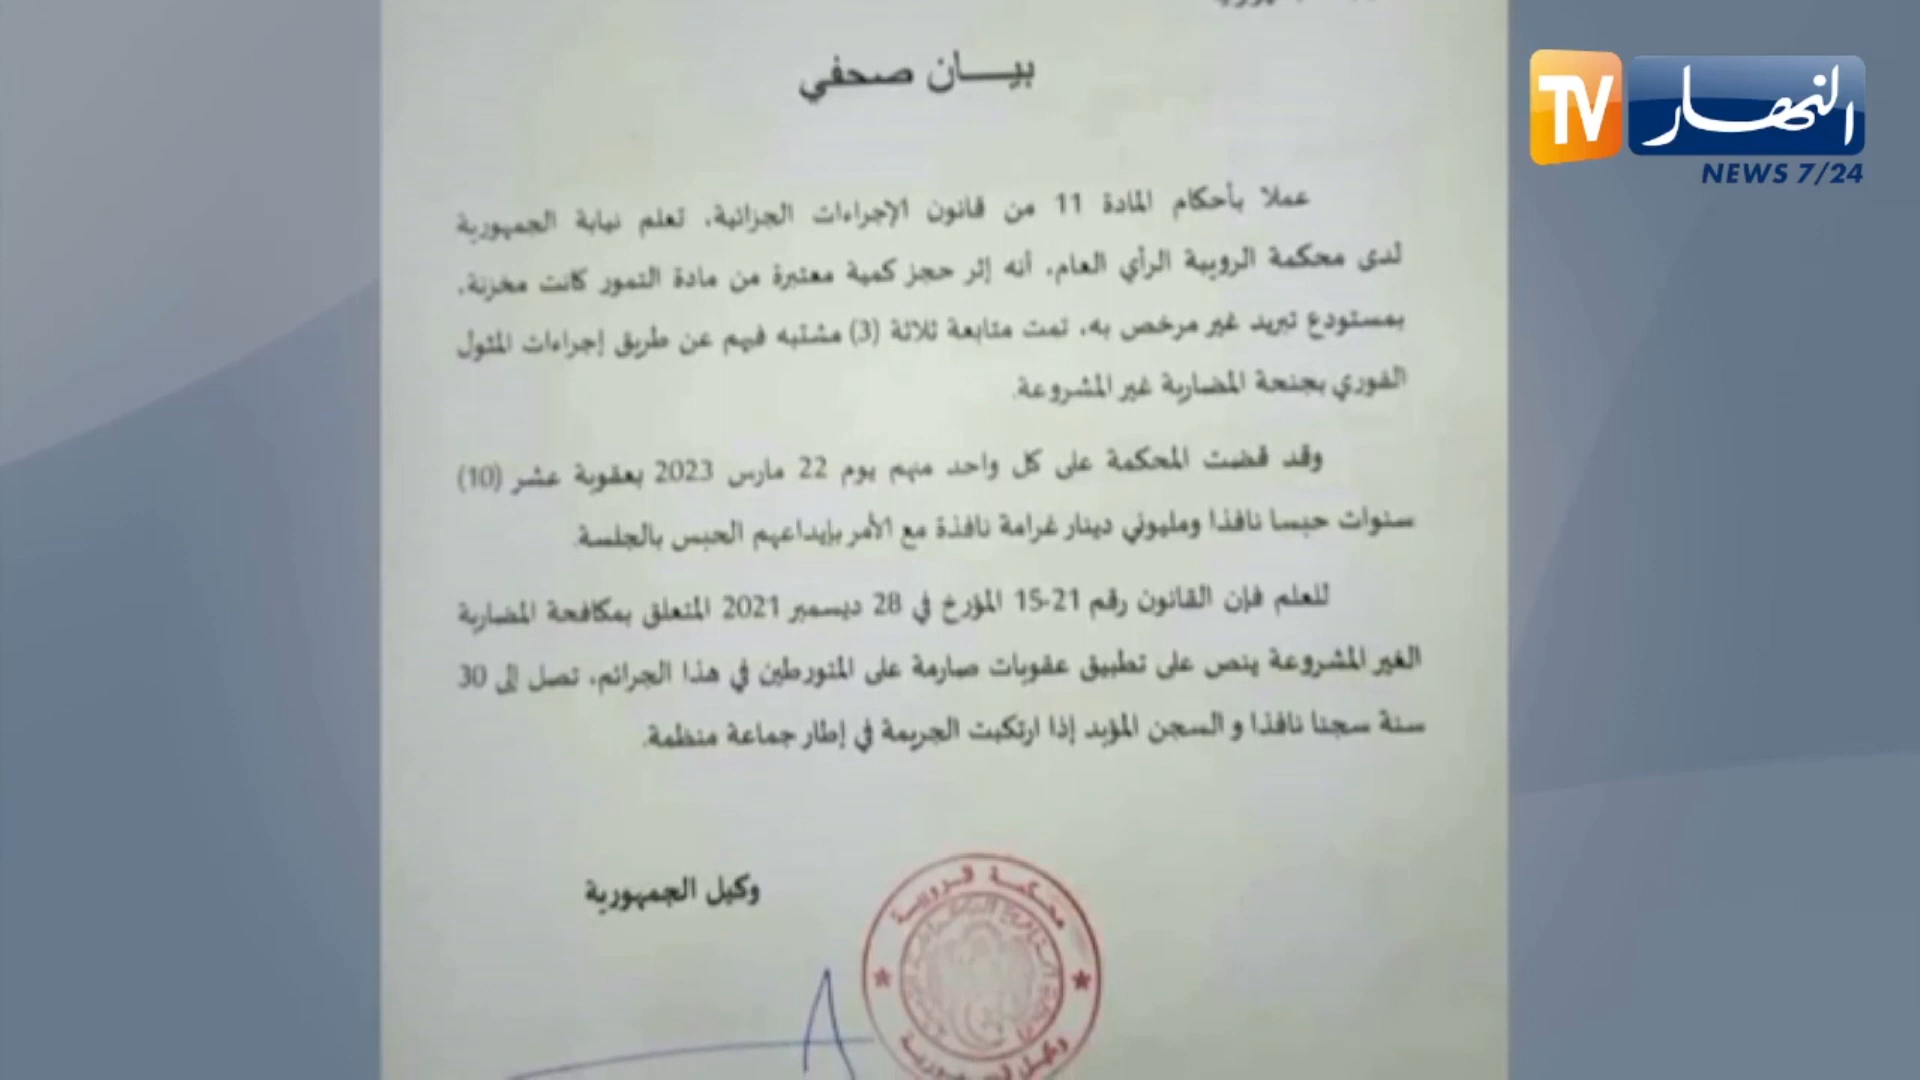 بيـــان صحفي
TV النهار
NEWS 7/24
عملا بأحكام المادة 11 من قانون الإجراءات الجزائية، تعلم نيابة الجمهورية
لدى محكمة الرويبة الرأي العام، أنه إثر حجز كمية معتبرة من مادة التمور كانت مخزنة،
بمستودع تبريد غير مرخص به، تمت متابعة ثلاثة (3) مشتبه فيهم عن طريق إجراءات المثول
الفوري بجنحة المضاربة غير المشروعة.
وقد قضت المحكمة على كل واحد منهم يوم 22 مارس 2023 بعقوبة عشر (10)
سنوات حبسا نافذا ومليوني دينار غرامة نافذة مع الأمر بإيداعهم الحبس بالجلسة.
للعلم فإن القانون رقم 21-15 المؤرخ في 28 ديسمبر 2021 المتعلق بمكافحة المضاربة
الغير المشروعة ينص على تطبيق عقوبات صارمة على المتورطين في هذا الجرائم، تصل إلى 30
سنة سجنا نافذا و السجن المؤبد إذا ارتكبت الجريمة في إطار جماعة منظمة.
وكيل الجمهورية
محكمة الرويبة